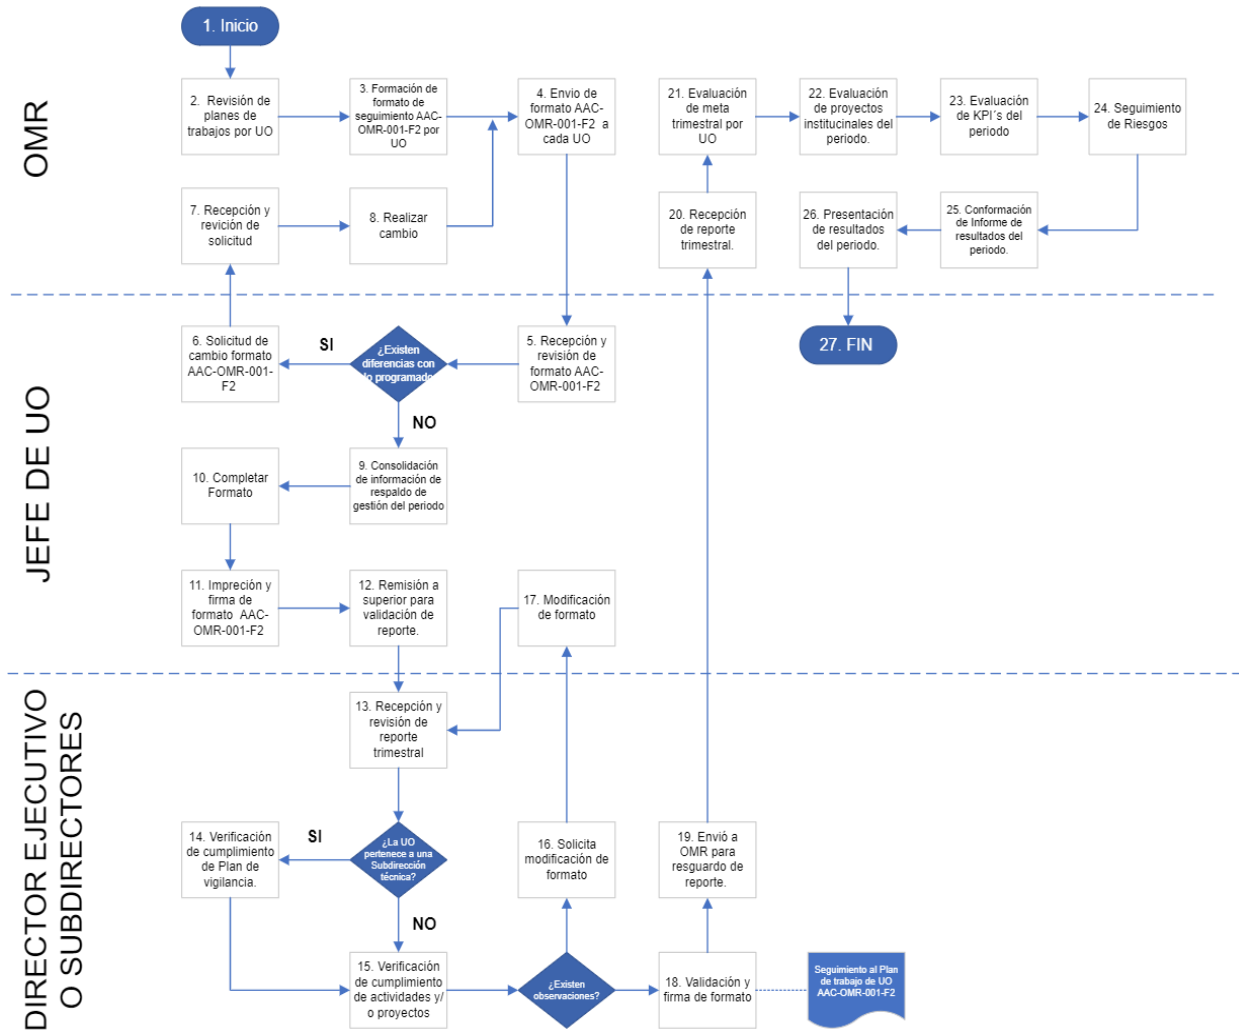 OMR
1. Inicio
2. Revisión de
planes de
trabajos por UO
3. Formación de
formato de
seguimiento AAC-
OMR-001-F2 por
UO
4. Envio de
formato AAC-
OMR-001-F2 a
cada UO
21. Evaluación
de meta
trimestral por
UO
22. Evaluación
de proyectos
institucinales del
periodo.
23. Evaluación
de KPI´s del
periodo
24. Seguimiento
de Riesgos
7. Recepción y
revición de
solicitud
8. Realizar
cambio
20. Recepción
de reporte
trimestral.
26. Presentación
de resultados
del periodo.
25. Conformación
de Informe de
resultados del
periodo.
JEFE DE UO
6. Solicitud de
cambio formato
AAC-OMR-001-
F2
SI
¿Existen
diferencias con
lo programado
NO
5. Recepción y
revisión de
formato AAC-
OMR-001-F2
27. FIN
10. Completar
Formato
9. Consolidación
de información de
respaldo de
gestión del periodo
11. Impreción y
firma de
formato AAC-
OMR-001-F2
12. Remisión a
superior para
validación de
reporte.
17. Modificación
de formato
DIRECTOR EJECUTIVO
O SUBDIRECTORES
13. Recepción y
revisión de
reporte
trimestral
14. Verificación
de cumplimiento
de Plan de
vigilancia.
SI
¿La UO
pertenece a una
Subdirección
técnica?
NO
16. Solicita
modificación de
formato
19. Envió a
OMR para
resguardo de
reporte.
15. Verificación
de cumplimiento
de actividades y/
o proyectos
¿Existen
observaciones?
18. Validación y
firma de formato
Seguimiento al Plan
de trabajo de UO
AAC-OMR-001-F2